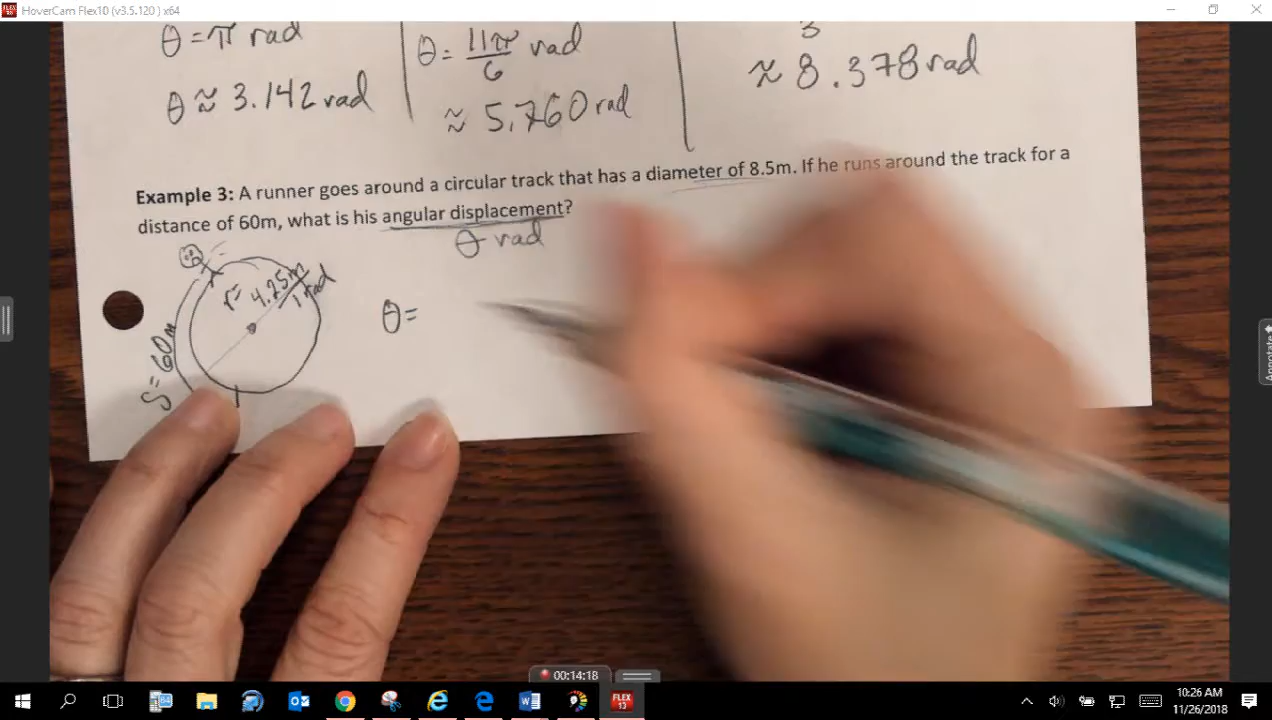 HoverCam Flex10 (v3.5.120) x64
θ = π rad
θ ≈ 3.142 rad
θ = 11π/6 rad
≈ 5.760 rad
3
≈ 8.378 rad
Example 3: A runner goes around a circular track that has a diameter of 8.5m. If he runs around the track for a
distance of 60m, what is his angular displacement?
θ rad
r = 4.25m/1 rad
S = 60m
θ =
Annotate
00:14:18
10:26 AM
11/26/2018
FLEX
13